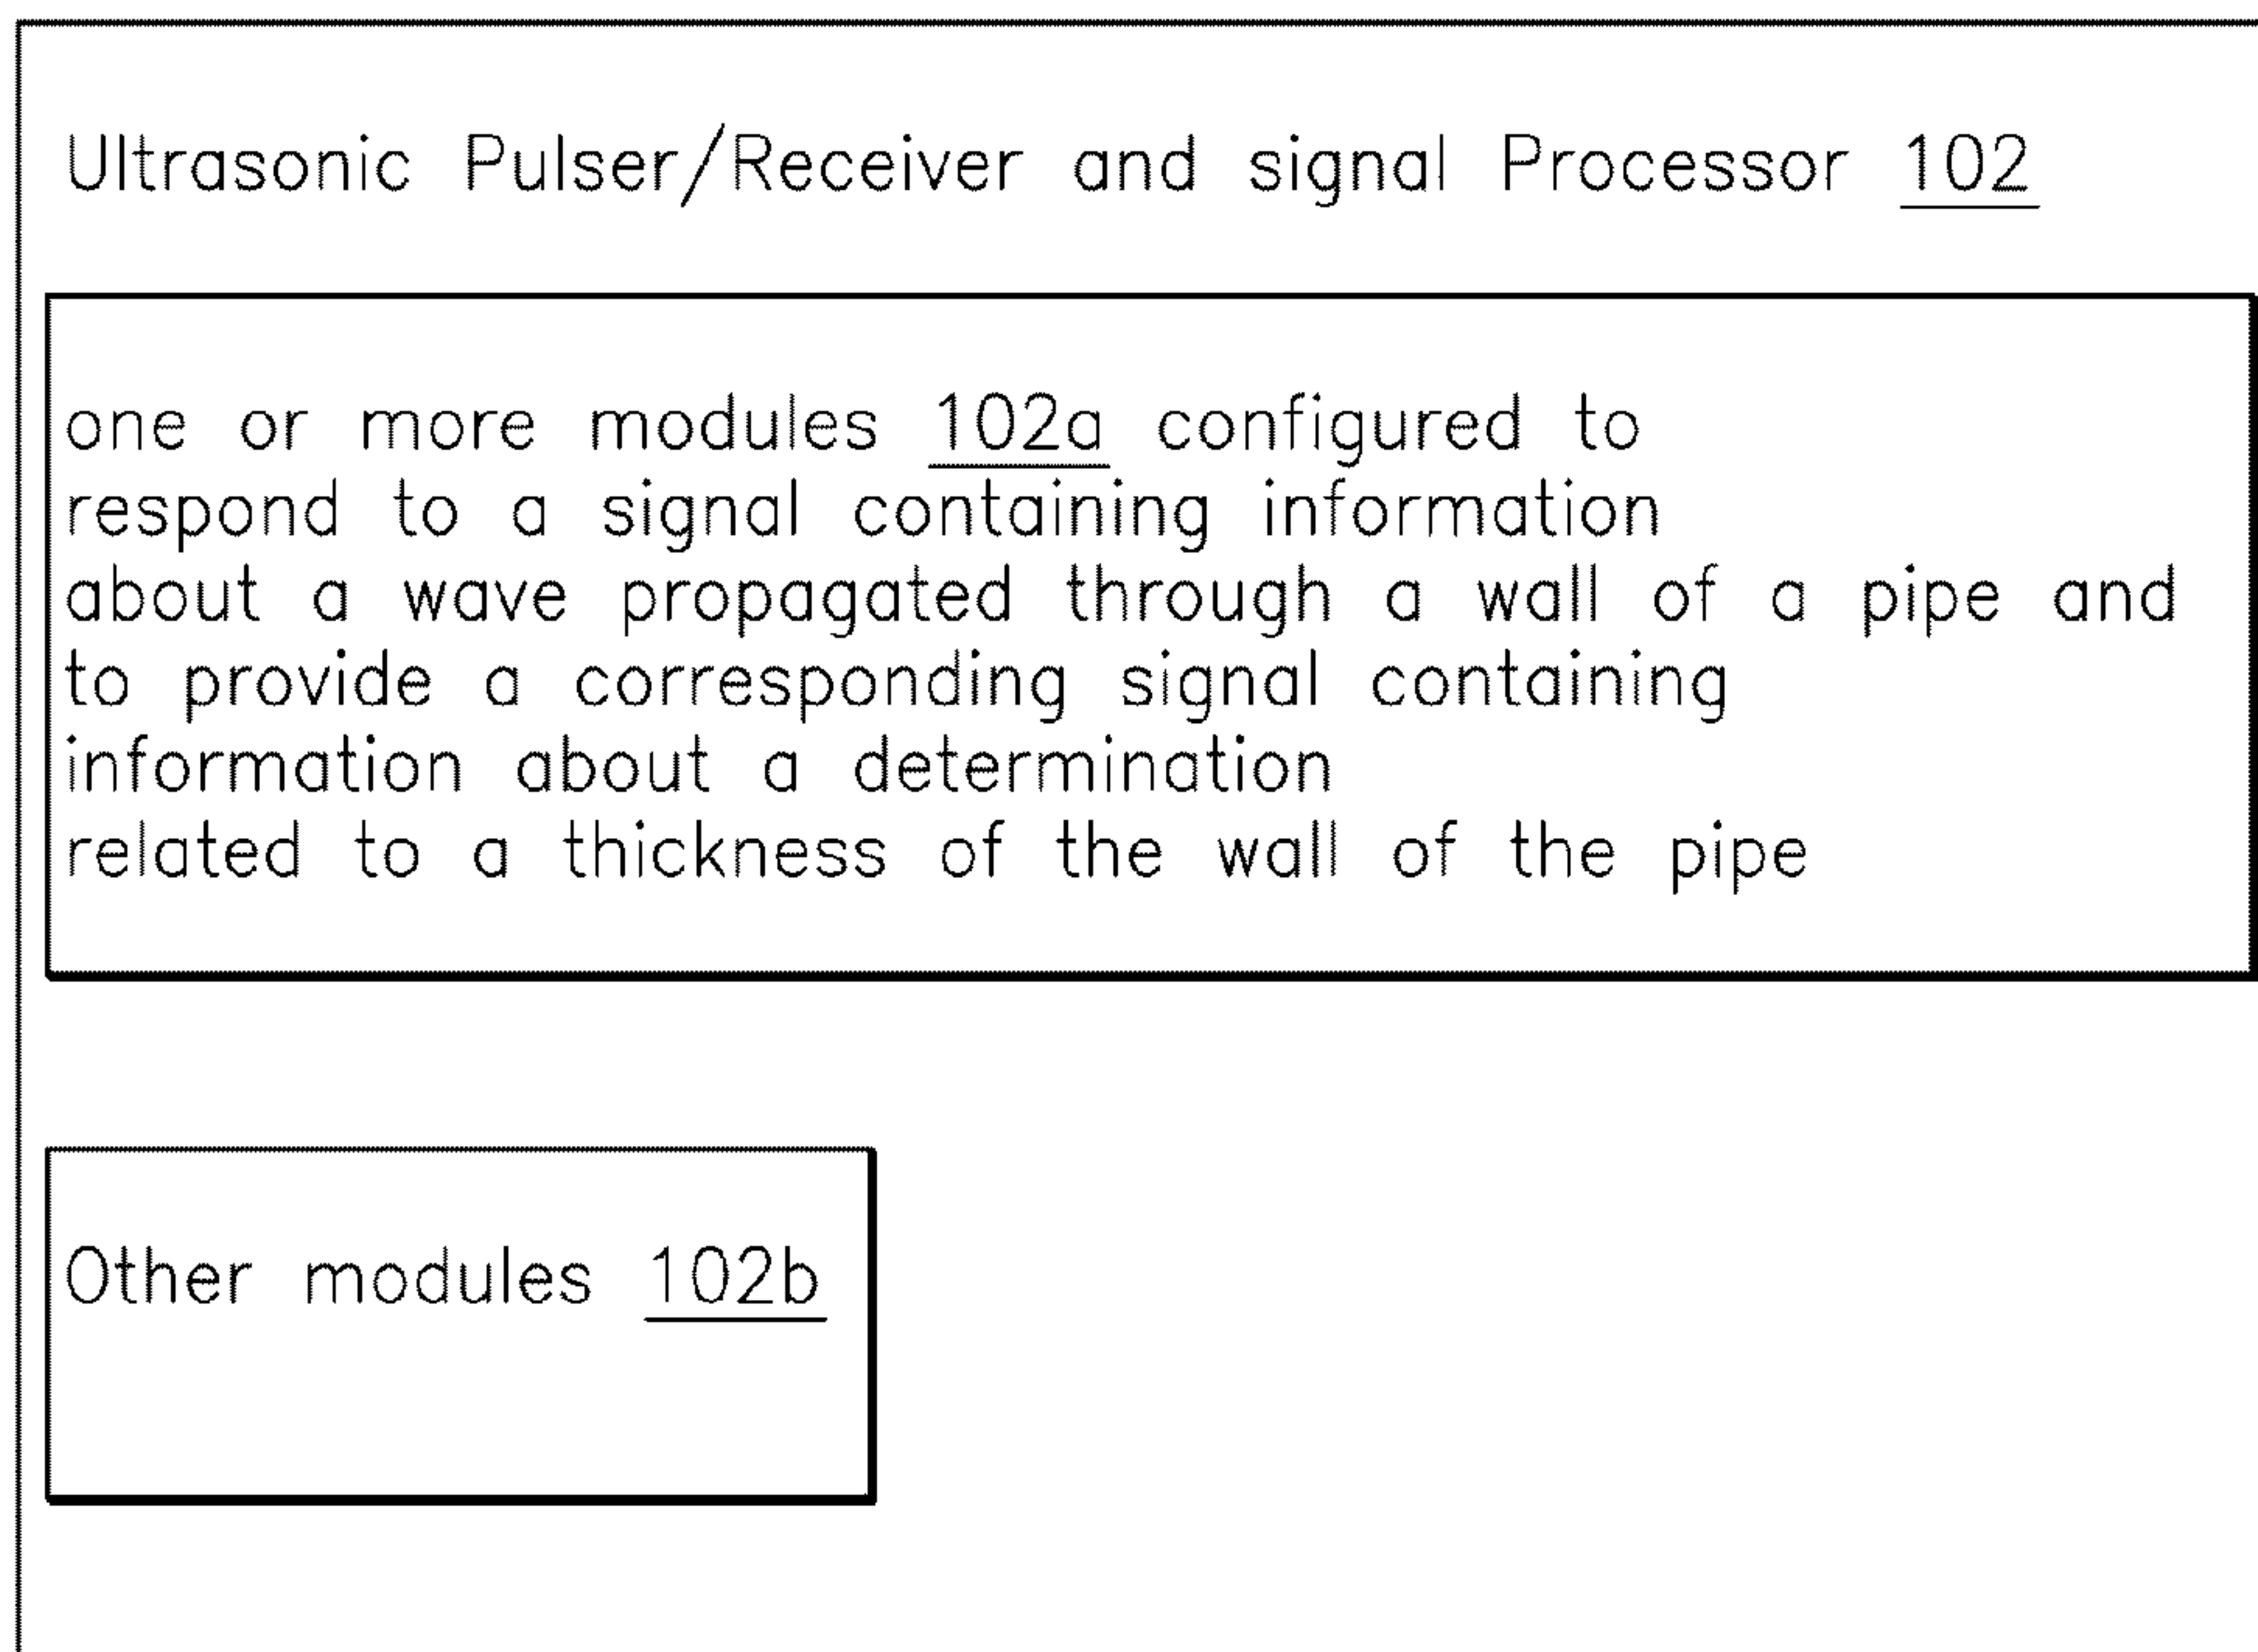 Ultrasonic Pulser/Receiver and signal Processor 102
one or more modules 102a configured to
respond to a signal containing information
about a wave propagated through a wall of a pipe and
to provide a corresponding signal containing
information about a determination
related to a thickness of the wall of the pipe
Other modules 102b